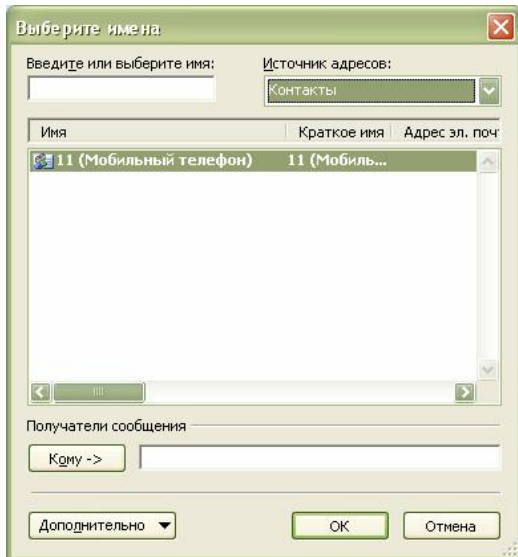 Выберите имена
Введите или выберите имя: Источник адресов:
Контакты
Имя Краткое имя Адрес эл. поч
11 (Мобильный телефон) 11 (Мобиль...
Получатели сообщения
Кому ->
Дополнительно OK Отмена